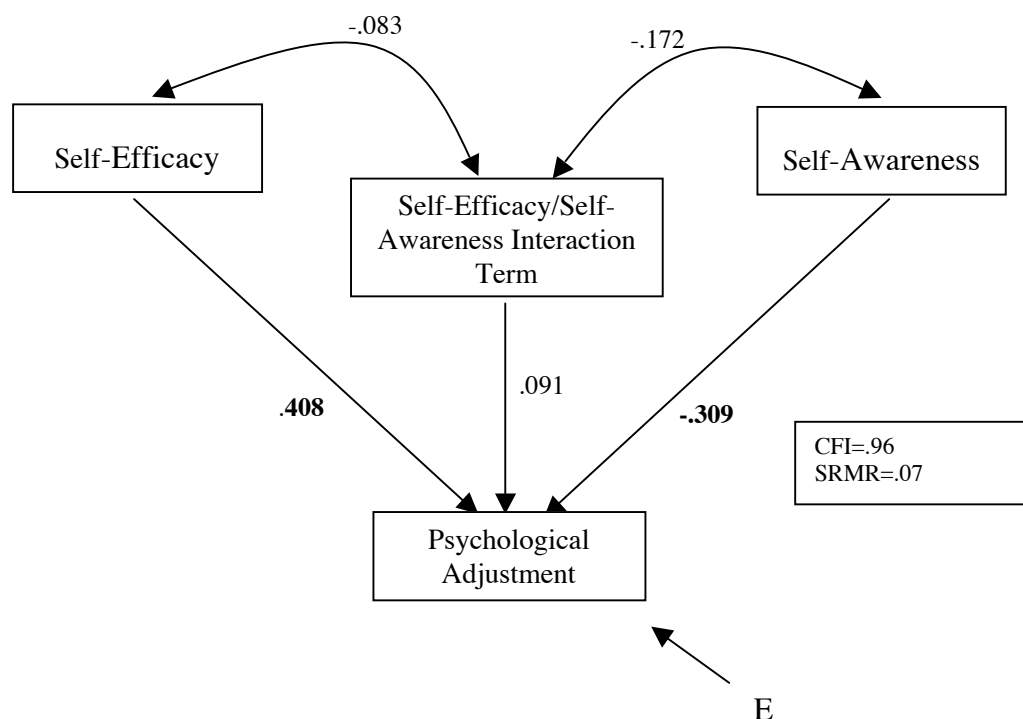 -.083
-.172
Self-Efficacy
Self-Awareness
Self-Efficacy/Self-
Awareness Interaction
Term
.408
.091
-.309
CFI=.96
SRMR=.07
Psychological
Adjustment
E